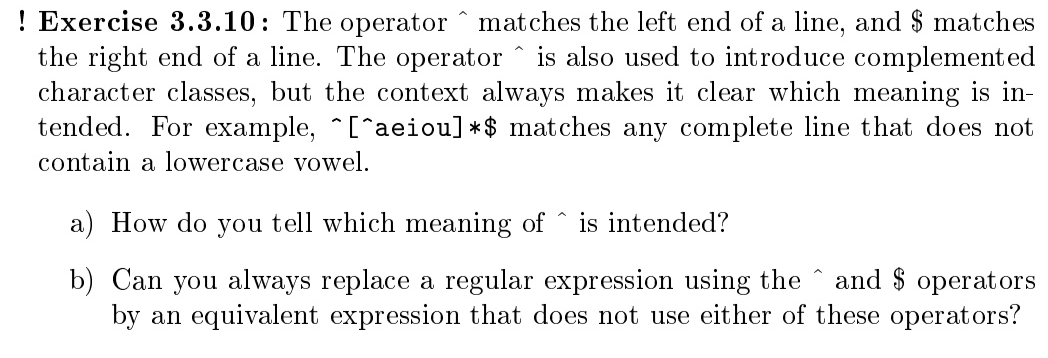 ! Exercise 3.3.10: The operator ^ matches the left end of a line, and $ matches
the right end of a line. The operator ^ is also used to introduce complemented
character classes, but the context always makes it clear which meaning is in-
tended. For example, ^[^aeiou]*$ matches any complete line that does not
contain a lowercase vowel.
a) How do you tell which meaning of ^ is intended?
b) Can you always replace a regular expression using the ^ and $ operators
by an equivalent expression that does not use either of these operators?